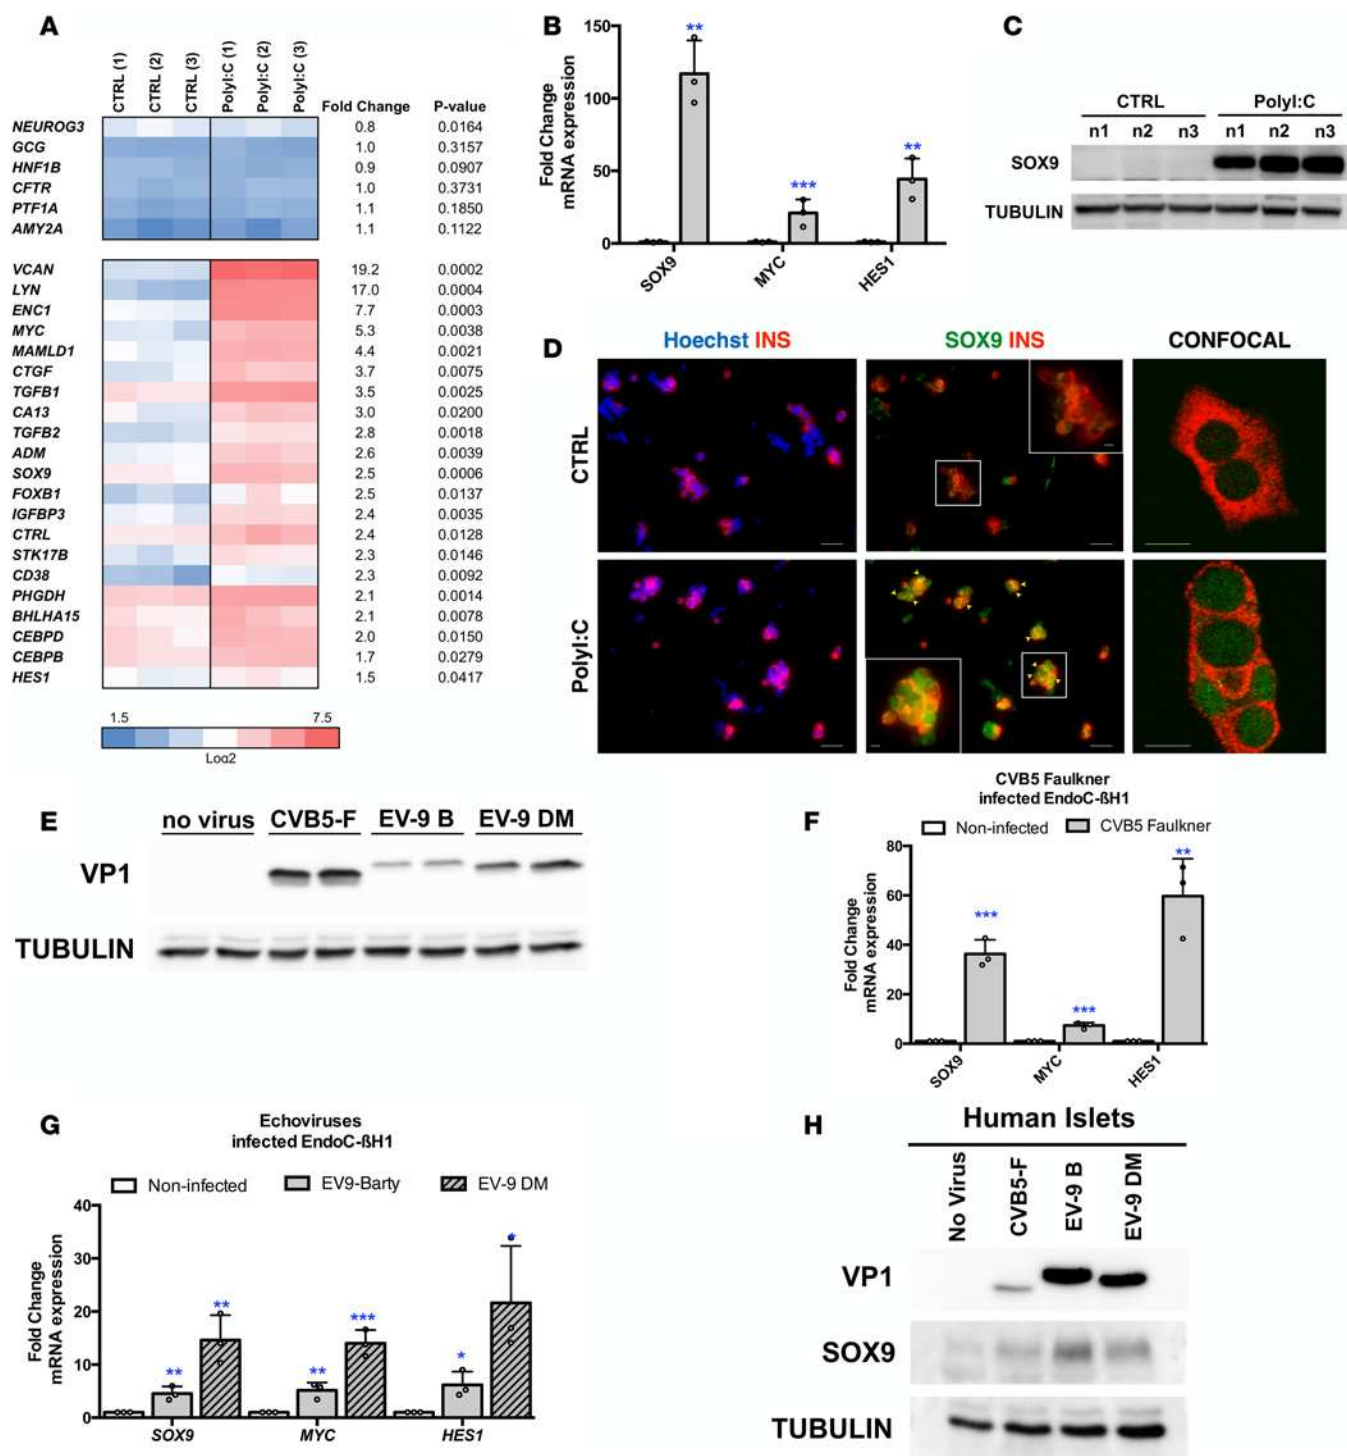 A
CTRL (1)
CTRL (2)
CTRL (3)
PolyI:C (1)
PolyI:C (2)
PolyI:C (3)
Fold Change P-value
NEUROG3 0.8 0.0164
GCG 1.0 0.3157
HNF1B 0.9 0.0907
CFTR 1.0 0.3731
PTF1A 1.1 0.1850
AMY2A 1.1 0.1122
VCAN 19.2 0.0002
LYN 17.0 0.0004
ENC1 7.7 0.0003
MYC 5.3 0.0038
MAMLD1 4.4 0.0021
CTGF 3.7 0.0075
TGFB1 3.5 0.0025
CA13 3.0 0.0200
TGFB2 2.8 0.0018
ADM 2.6 0.0039
SOX9 2.5 0.0006
FOXB1 2.5 0.0137
IGFBP3 2.4 0.0035
CTRL 2.4 0.0128
STK17B 2.3 0.0146
CD38 2.3 0.0092
PHGDH 2.1 0.0014
BHLHA15 2.1 0.0078
CEBPD 2.0 0.0150
CEBPB 1.7 0.0279
HES1 1.5 0.0417
1.5 7.5
Log2
B
Fold Change
mRNA expression
150
100
50
0
**
***
**
SOX9
MYC
HES1
C
CTRL PolyI:C
n1 n2 n3 n1 n2 n3
SOX9
TUBULIN
D
Hoechst INS SOX9 INS CONFOCAL
CTRL
PolyI:C
E
no virus CVB5-F EV-9 B EV-9 DM
VP1
TUBULIN
F
CVB5 Faulkner
infected EndoC-ßH1
Non-infected CVB5 Faulkner
Fold Change
mRNA expression
80
60
40
20
0
***
***
**
SOX9
MYC
HES1
G
Echoviruses
infected EndoC-ßH1
Non-infected EV9-Barty EV-9 DM
Fold Change
mRNA expression
40
30
20
10
0
**
**
**
***
*
*
SOX9 MYC HES1
H
Human Islets
No Virus
CVB5-F
EV-9 B
EV-9 DM
VP1
SOX9
TUBULIN